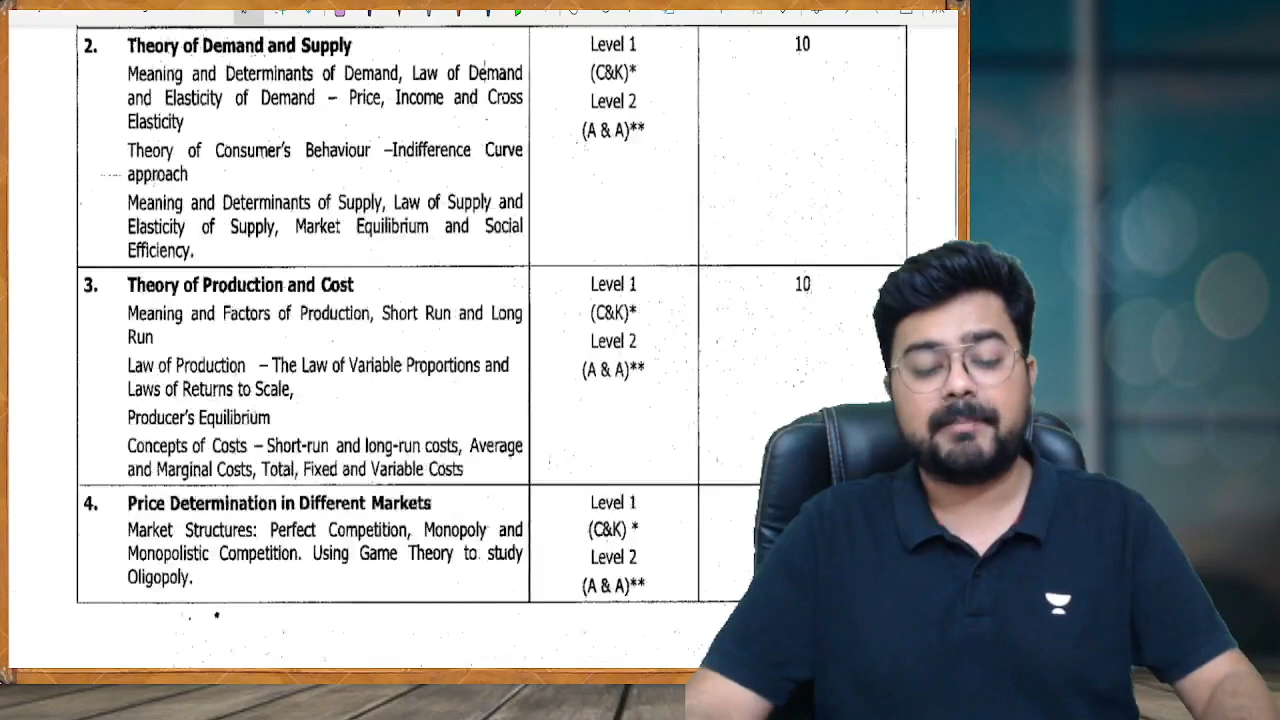 2. Theory of Demand and Supply Level 1 10
Meaning and Determinants of Demand, Law of Demand (C&K)*
and Elasticity of Demand – Price, Income and Cross Level 2
Elasticity (A & A)**
Theory of Consumer's Behaviour –Indifference Curve
approach
Meaning and Determinants of Supply, Law of Supply and
Elasticity of Supply, Market Equilibrium and Social
Efficiency.
3. Theory of Production and Cost Level 1 10
Meaning and Factors of Production, Short Run and Long (C&K)*
Run Level 2
Law of Production – The Law of Variable Proportions and (A & A)**
Laws of Returns to Scale,
Producer's Equilibrium
Concepts of Costs – Short-run and long-run costs, Average
and Marginal Costs, Total, Fixed and Variable Costs
4. Price Determination in Different Markets Level 1
Market Structures: Perfect Competition, Monopoly and (C&K) *
Monopolistic Competition. Using Game Theory to study Level 2
Oligopoly. (A & A)**